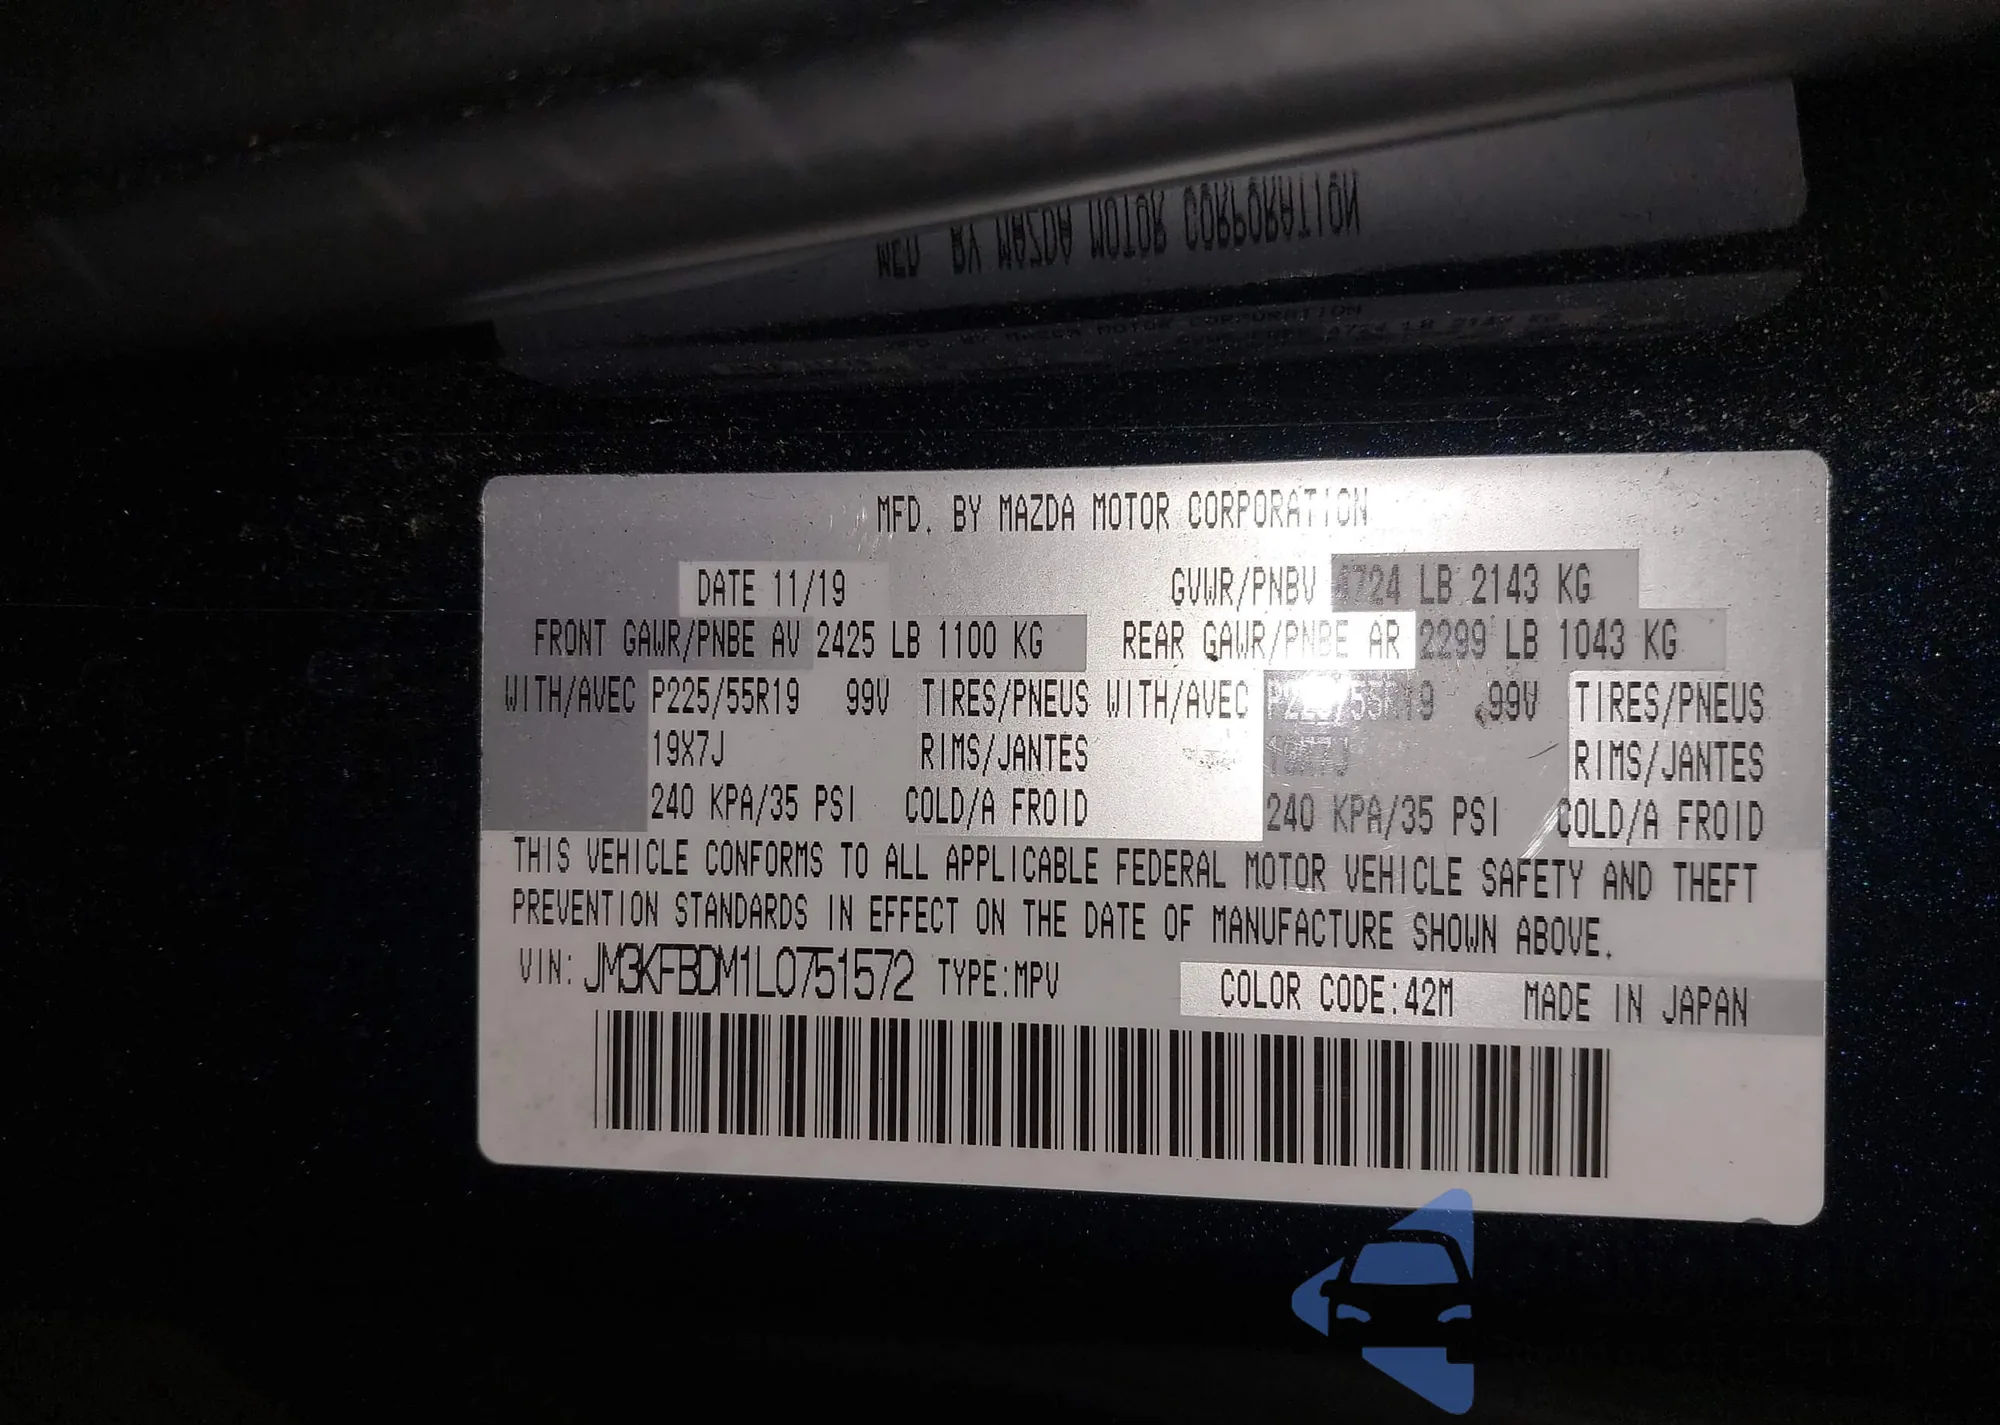 MFD. BY MAZDA MOTOR CORPORATION
MFD. BY MAZDA MOTOR CORPORATION
DATE 11/19 GVWR/PNBV 4724 LB 2143 KG
FRONT GAWR/PNBE AV 2425 LB 1100 KG REAR GAWR/PNBE AR 2299 LB 1043 KG
WITH/AVEC P225/55R19 99V TIRES/PNEUS WITH/AVEC P225/55R19 99V TIRES/PNEUS
19X7J RIMS/JANTES 19X7J RIMS/JANTES
240 KPA/35 PSI COLD/A FROID 240 KPA/35 PSI COLD/A FROID
THIS VEHICLE CONFORMS TO ALL APPLICABLE FEDERAL MOTOR VEHICLE SAFETY AND THEFT
PREVENTION STANDARDS IN EFFECT ON THE DATE OF MANUFACTURE SHOWN ABOVE.
VIN: JM3KFBDM1L0751572 TYPE:MPV COLOR CODE:42M MADE IN JAPAN